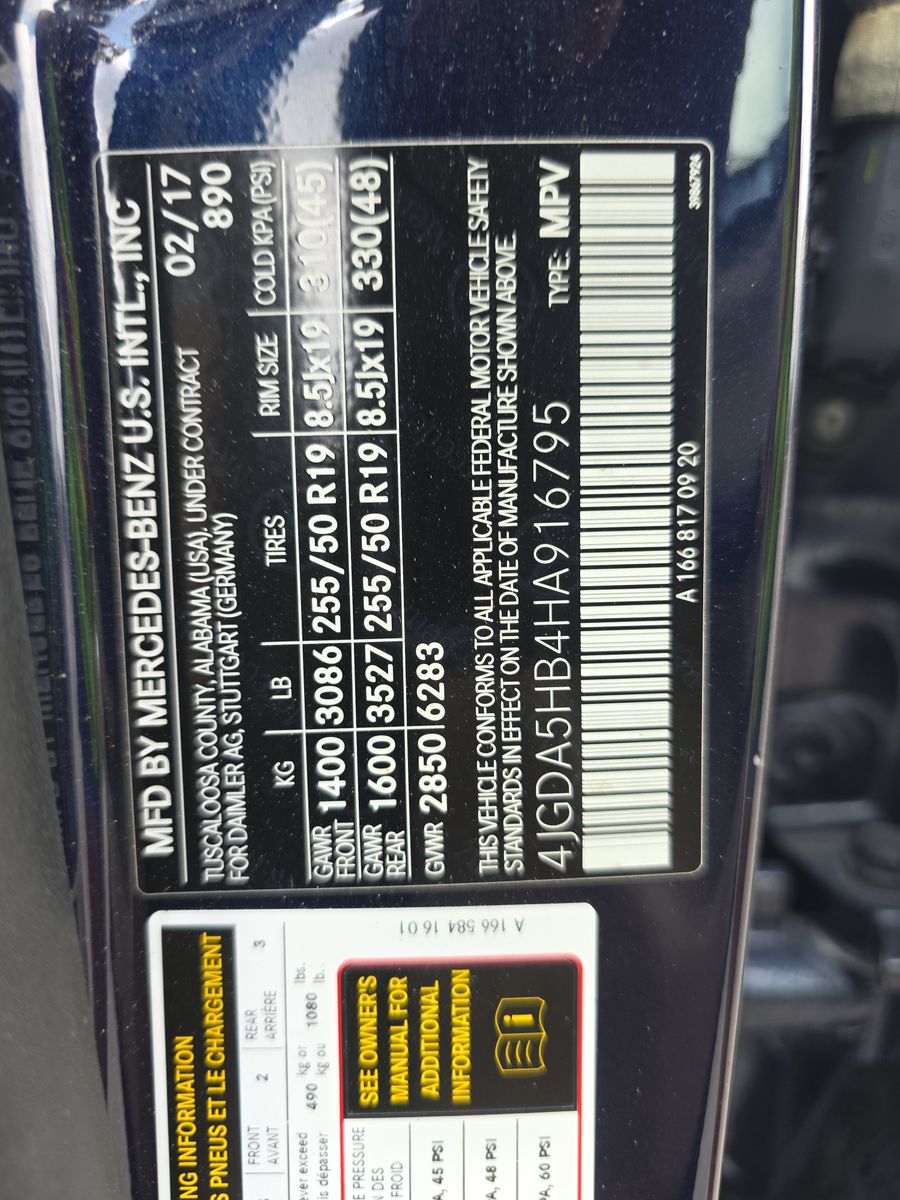 MFD BY MERCEDES-BENZ U.S. INTL., INC
TUSCALOOSA COUNTY, ALABAMA (USA), UNDER CONTRACT 02/17
FOR DAIMLER AG, STUTTGART (GERMANY) 890
KG LB TIRES RIM SIZE COLD KPA (PSI)
GAWR FRONT 1400 3086 255/50 R19 8.5Jx19 310(45)
GAWR REAR 1600 3527 255/50 R19 8.5Jx19 330(48)
GVWR 2850 6283
THIS VEHICLE CONFORMS TO ALL APPLICABLE FEDERAL MOTOR VEHICLE SAFETY
STANDARDS IN EFFECT ON THE DATE OF MANUFACTURE SHOWN ABOVE.
4JGDA5HB4HA916795 TYPE: MPV
A 166 817 09 20
39867924
INFORMATION
PNEUS ET LE CHARGEMENT
FRONT 2 REAR 3
AVANT ARRIÈRE
exceed 490 kg or 1080 lbs.
dépasser kg ou lb..
PRESSURE
DES
FROID
45 PSI
48 PSI
60 PSI
SEE OWNER'S
MANUAL FOR
ADDITIONAL
INFORMATION
i
A 166 584 16 01